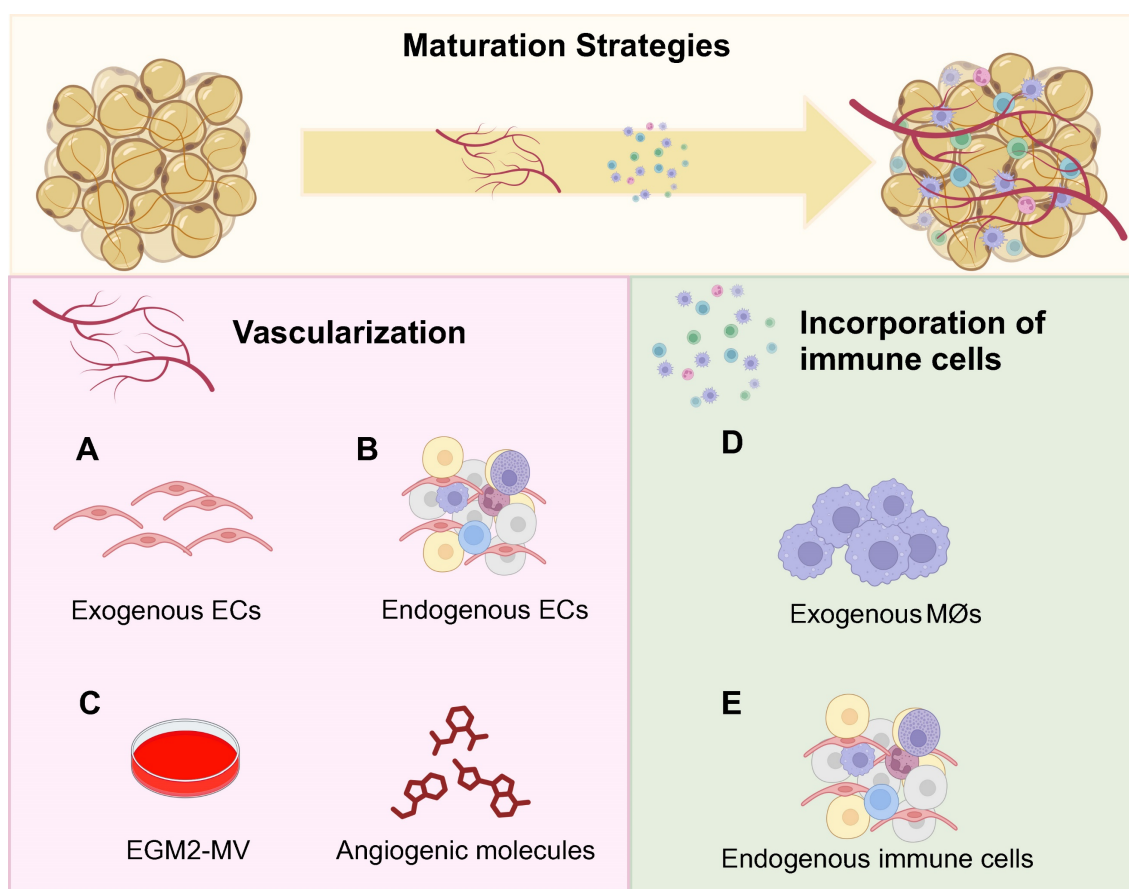 Maturation Strategies
Vascularization
Incorporation of
immune cells
A
B
Exogenous ECs
Endogenous ECs
C
EGM2-MV
Angiogenic molecules
D
Exogenous MØs
E
Endogenous immune cells